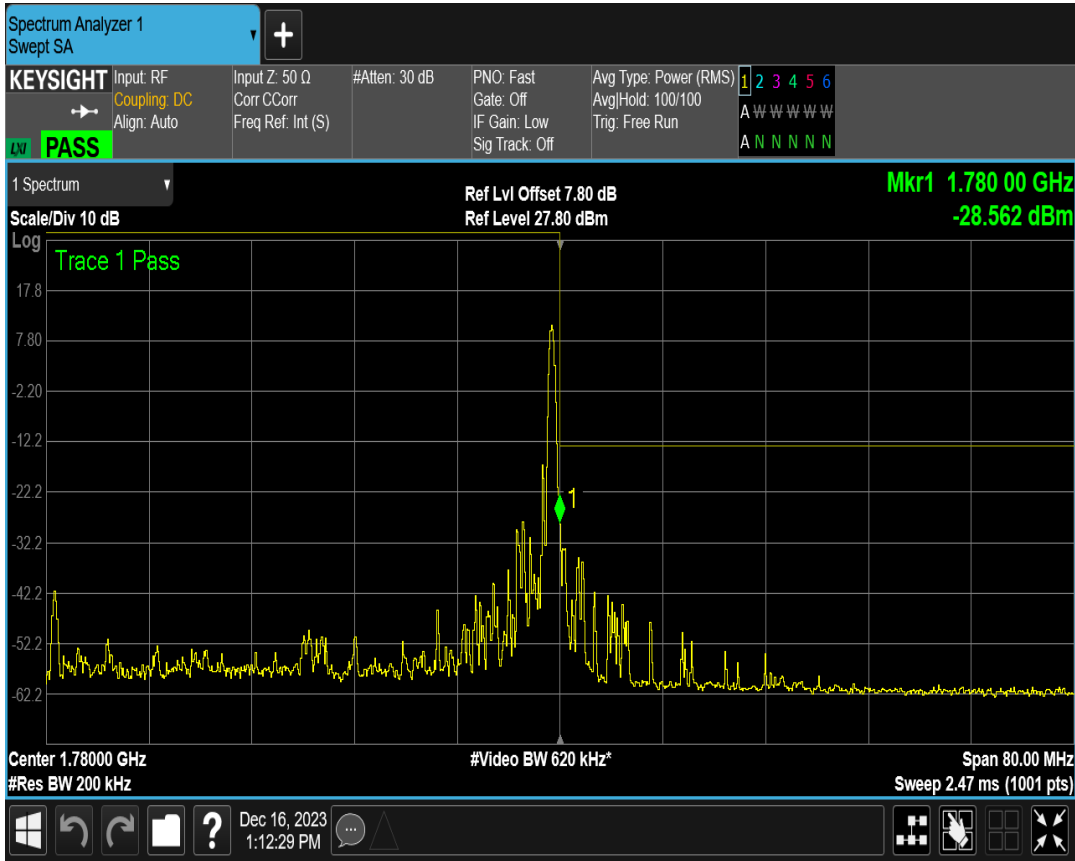 Spectrum Analyzer 1
Swept SA
+
KEYSIGHT
LXI PASS
Input: RF
Coupling: DC
Align: Auto
Input Z: 50 Ω
Corr CCorr
Freq Ref: Int (S)
#Atten: 30 dB
PNO: Fast
Gate: Off
IF Gain: Low
Sig Track: Off
Avg Type: Power (RMS)
Avg|Hold: 100/100
Trig: Free Run
1 2 3 4 5 6
A W W W W W
A N N N N N
1 Spectrum
Scale/Div 10 dB
Ref Lvl Offset 7.80 dB
Ref Level 27.80 dBm
Mkr1 1.780 00 GHz
-28.562 dBm
Log
Trace 1 Pass
17.8
7.80
-2.20
-12.2
-22.2
1
-32.2
-42.2
-52.2
-62.2
Center 1.78000 GHz
#Video BW 620 kHz*
Span 80.00 MHz
#Res BW 200 kHz
Sweep 2.47 ms (1001 pts)
?
Dec 16, 2023
1:12:29 PM